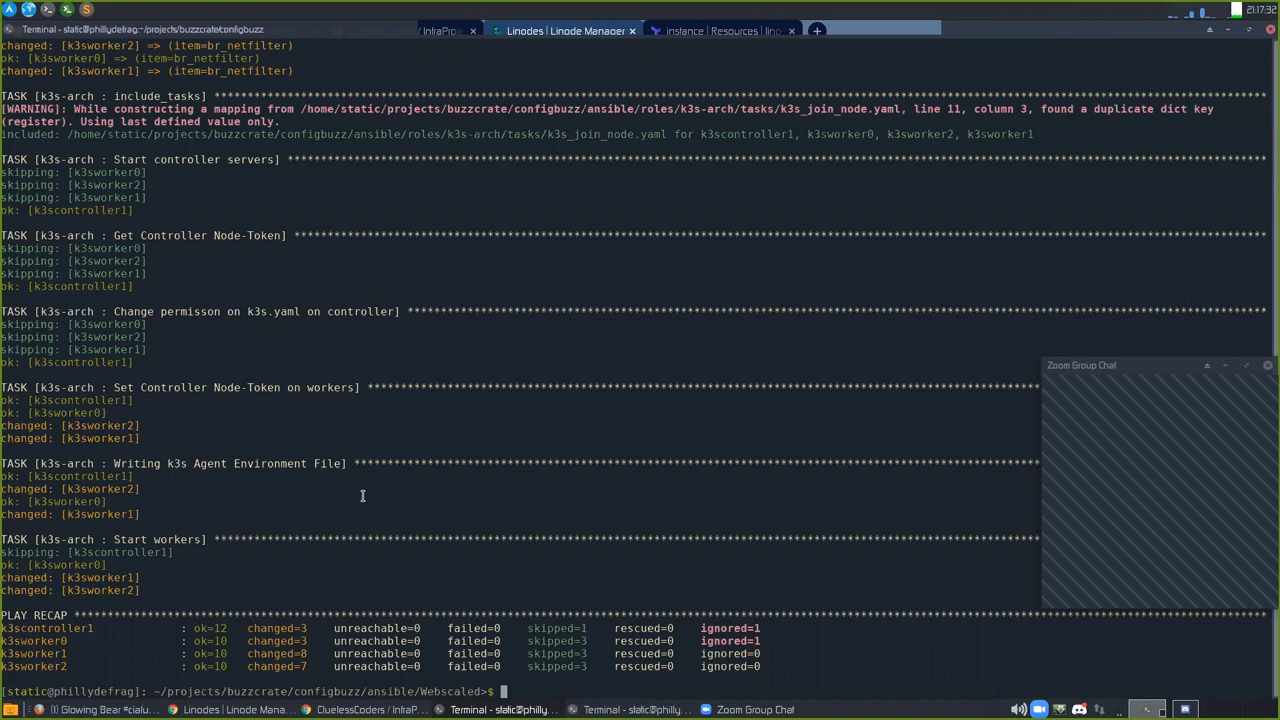 21:17:32
Terminal - static@phillydefrag:~/projects/buzzcrate/configbuzz
Linodes | Linode Manager ×
instance | Resources | lin
changed: [k3sworker2] => (item=br_netfilter)
ok: [k3sworker0] => (item=br_netfilter)
changed: [k3sworker1] => (item=br_netfilter)
TASK [k3s-arch : include_tasks] ****
[WARNING]: While constructing a mapping from /home/static/projects/buzzcrate/configbuzz/ansible/roles/k3s-arch/tasks/k3s_join_node.yaml, line 11, column 3, found a duplicate dict key
(register). Using last defined value only.
included: /home/static/projects/buzzcrate/configbuzz/ansible/roles/k3s-arch/tasks/k3s_join_node.yaml for k3scontroller1, k3sworker0, k3sworker2, k3sworker1
TASK [k3s-arch : Start controller servers] ****
skipping: [k3sworker0]
skipping: [k3sworker2]
skipping: [k3sworker1]
ok: [k3scontroller1]
TASK [k3s-arch : Get Controller Node-Token] ****
skipping: [k3sworker0]
skipping: [k3sworker2]
skipping: [k3sworker1]
ok: [k3scontroller1]
TASK [k3s-arch : Change permisson on k3s.yaml on controller] ****
skipping: [k3sworker0]
skipping: [k3sworker2]
skipping: [k3sworker1]
ok: [k3scontroller1]
Zoom Group Chat
TASK [k3s-arch : Set Controller Node-Token on workers] ****
ok: [k3scontroller1]
ok: [k3sworker0]
changed: [k3sworker2]
changed: [k3sworker1]
TASK [k3s-arch : Writing k3s Agent Environment File] ****
ok: [k3scontroller1]
changed: [k3sworker2]
ok: [k3sworker0]
changed: [k3sworker1]
TASK [k3s-arch : Start workers] ****
skipping: [k3scontroller1]
ok: [k3sworker0]
changed: [k3sworker1]
changed: [k3sworker2]
PLAY RECAP ****
k3scontroller1 : ok=12 changed=3 unreachable=0 failed=0 skipped=1 rescued=0 ignored=1
k3sworker0 : ok=10 changed=3 unreachable=0 failed=0 skipped=3 rescued=0 ignored=1
k3sworker1 : ok=10 changed=8 unreachable=0 failed=0 skipped=3 rescued=0 ignored=0
k3sworker2 : ok=10 changed=7 unreachable=0 failed=0 skipped=3 rescued=0 ignored=0
[static@phillydefrag]: ~/projects/buzzcrate/configbuzz/ansible/Webscaled>$
(1) Glowing Bear "cialu...
Linodes | Linode Mana...
CluelessCoders / InfraP...
Terminal - static@philly...
Terminal - static@philly...
Zoom Group Chat